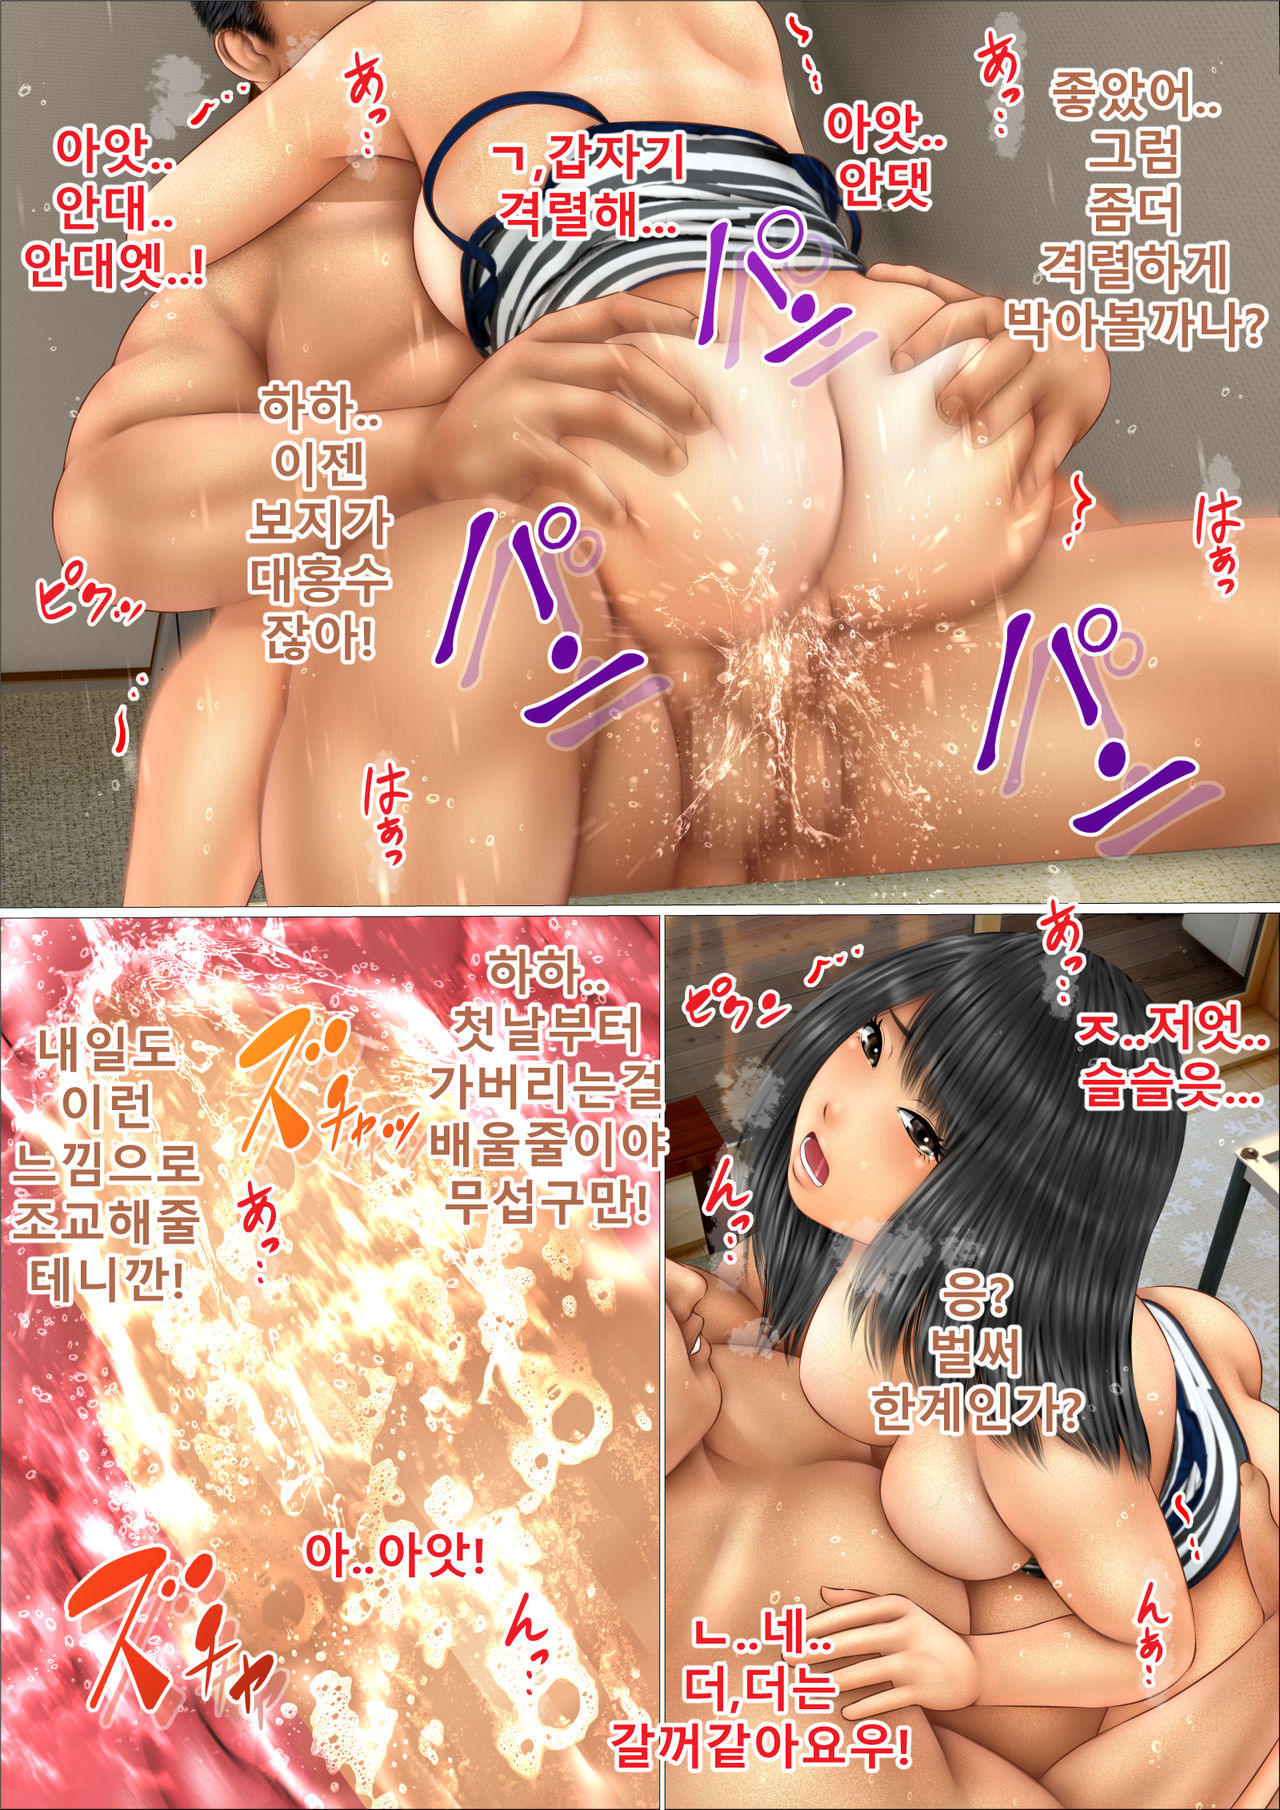 좋았어..
그럼
좀더
격렬하게
박아볼까나?
あっ…
아앗..
안댓
ㄱ,갑자기
격렬해...
あっ…
아앗..
안대..
안대엣..!
パンッ
하하..
이젠
보지가
대홍수
잖아!
はぁっ
ピクッ
パンッ
パンッ
はぁっ
あっ…
ピクン
ㅈ..저엇..
슬슬읏...
んっ…
응?
벌써
한계인가?
んぁ…
ㄴ..네..
더,더는
갈꺼같아요우!
하하..
첫날부터
가버리는걸
배울줄이야
무섭구만!
ズチャッ
내일도
이런
느낌으로
조교해줄
테니깐!
あっ…
아..아앗!
んっ…
ズチャ